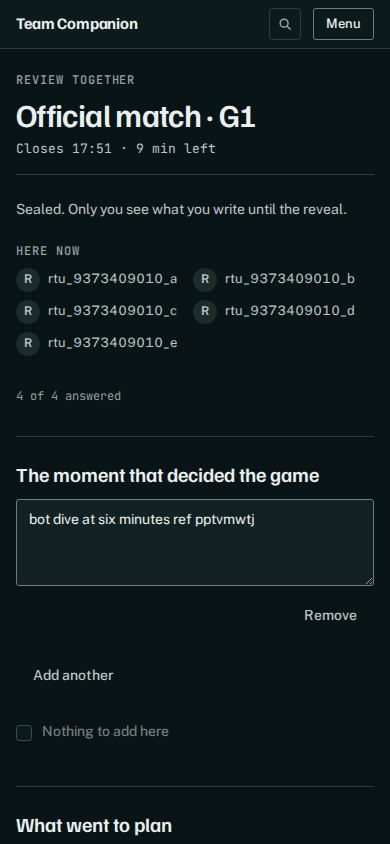 Team Companion
Menu
REVIEW TOGETHER
Official match · G1
Closes 17:51 · 9 min left
Sealed. Only you see what you write until the reveal.
HERE NOW
R rtu_9373409010_a R rtu_9373409010_b
R rtu_9373409010_c R rtu_9373409010_d
R rtu_9373409010_e
4 of 4 answered
The moment that decided the game
bot dive at six minutes ref pptvmwtj
Remove
Add another
Nothing to add here
What went to plan